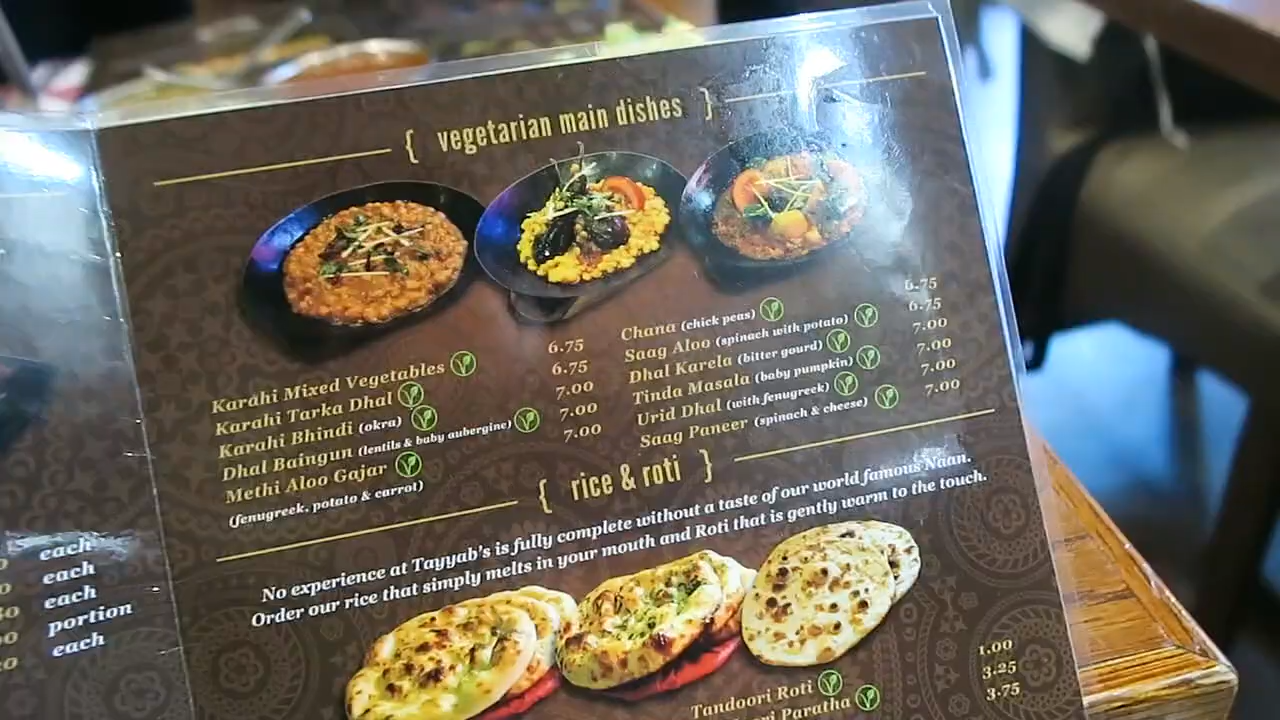 { vegetarian main dishes }
Karahi Mixed Vegetables 6.75
Karahi Tarka Dhal 6.75
Karahi Bhindi (okra) 7.00
Dhal Baingun (lentils & baby aubergine) 7.00
Methi Aloo Gajar 7.00
(fenugreek, potato & carrot)
Chana (chick peas) 6.75
Saag Aloo (spinach with potato) 6.75
Dhal Karela (bitter gourd) 7.00
Tinda Masala (baby pumpkin) 7.00
Urid Dhal (with fenugreek) 7.00
Saag Paneer (spinach & cheese) 7.00
{ rice & roti }
No experience at Tayyab's is fully complete without a taste of our world famous Naan.
Order our rice that simply melts in your mouth and Roti that is gently warm to the touch.
each
each
each
portion
each
Tandoori Roti 1.00
Paratha 3.25
3.75